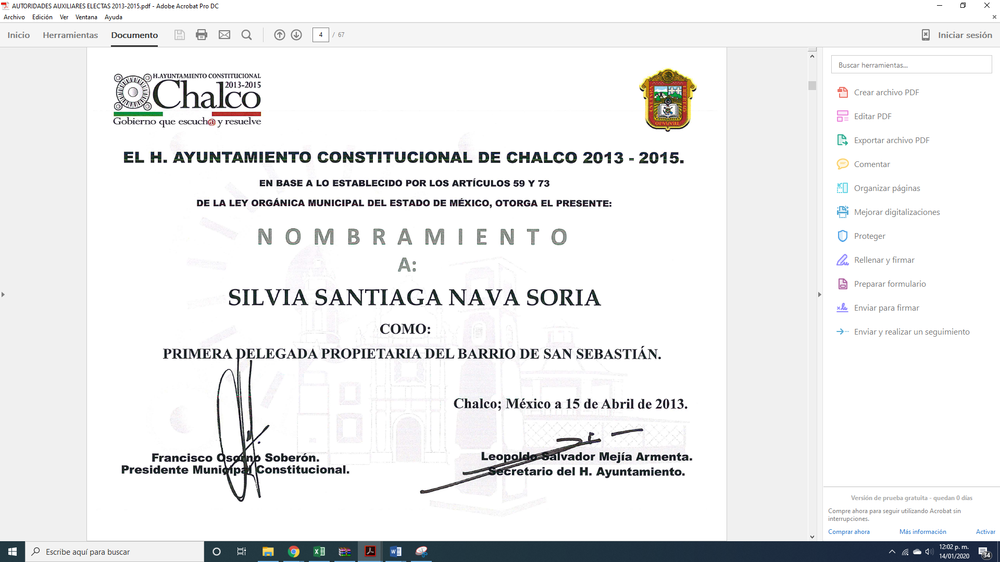 AUTORIDADES AUXILIARES ELECTAS 2013-2015.pdf - Adobe Acrobat Pro DC
Archivo Edición Ver Ventana Ayuda
Inicio Herramientas Documento 4 / 67 Iniciar sesión
H.AYUNTAMIENTO CONSTITUCIONAL
2013-2015
Chalco
Gobierno que escuch@ y resuelve
EL H. AYUNTAMIENTO CONSTITUCIONAL DE CHALCO 2013 - 2015.
EN BASE A LO ESTABLECIDO POR LOS ARTÍCULOS 59 Y 73
DE LA LEY ORGÁNICA MUNICIPAL DEL ESTADO DE MÉXICO, OTORGA EL PRESENTE:
NOMBRAMIENTO
A:
SILVIA SANTIAGA NAVA SORIA
COMO:
PRIMERA DELEGADA PROPIETARIA DEL BARRIO DE SAN SEBASTIÁN.
Chalco; México a 15 de Abril de 2013.
Francisco Osorno Soberón.
Presidente Municipal Constitucional.
Leopoldo Salvador Mejía Armenta.
Secretario del H. Ayuntamiento.
Buscar herramientas...
Crear archivo PDF
Editar PDF
Exportar archivo PDF
Comentar
Organizar páginas
Mejorar digitalizaciones
Proteger
Rellenar y firmar
Preparar formulario
Enviar para firmar
Enviar y realizar un seguimiento
Versión de prueba gratuita - quedan 0 días
Compre ahora para seguir utilizando Acrobat sin
interrupciones.
Comprar ahora Más información Activar
Escribe aquí para buscar
12:02 p. m.
14/01/2020
34